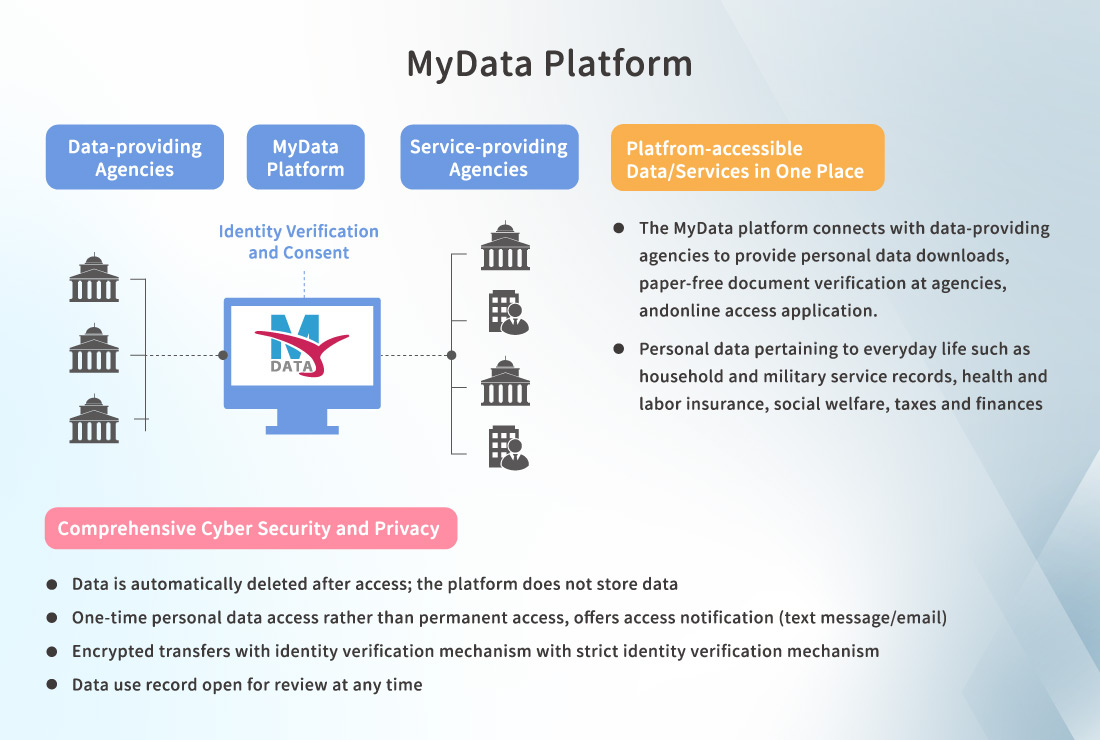 MyData Platform
Data-providing
Agencies
MyData
Platform
Service-providing
Agencies
Platfrom-accessible
Data/Services in One Place
Identity Verification
and Consent
M
DATA
The MyData platform connects with data-providing
agencies to provide personal data downloads,
paper-free document verification at agencies,
andonline access application.
Personal data pertaining to everyday life such as
household and military service records, health and
labor insurance, social welfare, taxes and finances
Comprehensive Cyber Security and Privacy
Data is automatically deleted after access; the platform does not store data
One-time personal data access rather than permanent access, offers access notification (text message/email)
Encrypted transfers with identity verification mechanism with strict identity verification mechanism
Data use record open for review at any time